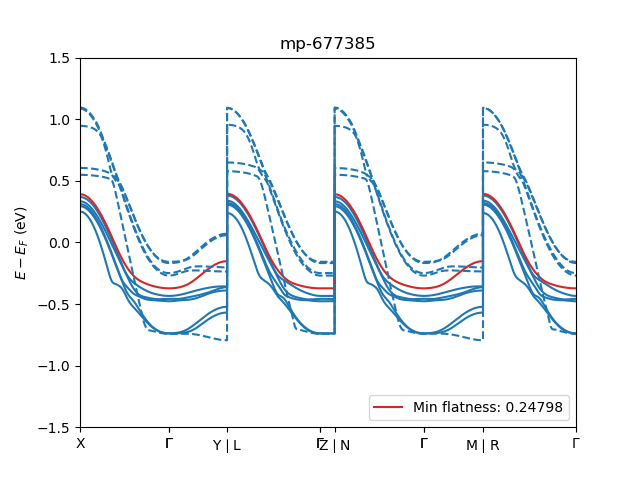 mp-677385
E − E_F (eV)
1.5
1.0
0.5
0.0
−0.5
−1.0
−1.5
Min flatness: 0.24798
X Γ Y | L Γ Z | N Γ M | R Γ